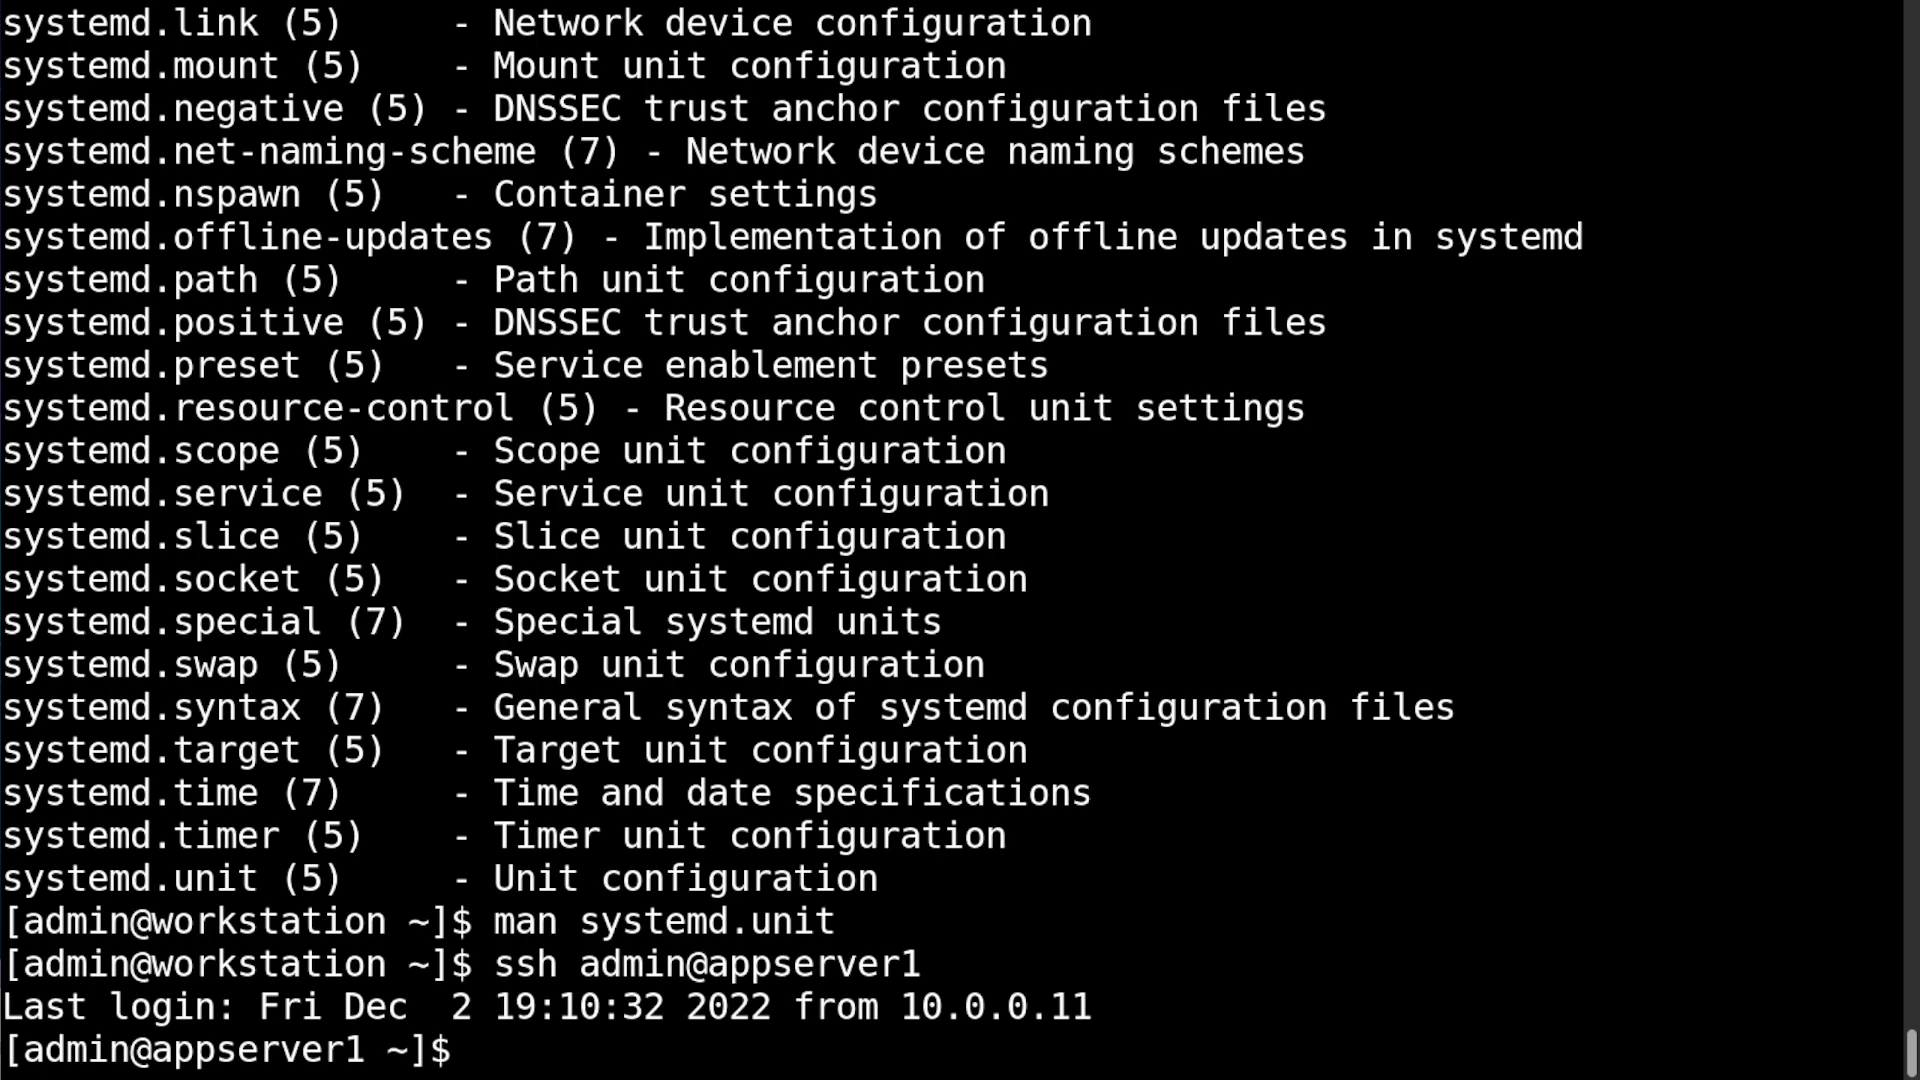 systemd.link (5)     - Network device configuration
systemd.mount (5)    - Mount unit configuration
systemd.negative (5) - DNSSEC trust anchor configuration files
systemd.net-naming-scheme (7) - Network device naming schemes
systemd.nspawn (5)   - Container settings
systemd.offline-updates (7) - Implementation of offline updates in systemd
systemd.path (5)     - Path unit configuration
systemd.positive (5) - DNSSEC trust anchor configuration files
systemd.preset (5)   - Service enablement presets
systemd.resource-control (5) - Resource control unit settings
systemd.scope (5)    - Scope unit configuration
systemd.service (5)  - Service unit configuration
systemd.slice (5)    - Slice unit configuration
systemd.socket (5)   - Socket unit configuration
systemd.special (7)  - Special systemd units
systemd.swap (5)     - Swap unit configuration
systemd.syntax (7)   - General syntax of systemd configuration files
systemd.target (5)   - Target unit configuration
systemd.time (7)     - Time and date specifications
systemd.timer (5)    - Timer unit configuration
systemd.unit (5)     - Unit configuration
[admin@workstation ~]$ man systemd.unit
[admin@workstation ~]$ ssh admin@appserver1
Last login: Fri Dec  2 19:10:32 2022 from 10.0.0.11
[admin@appserver1 ~]$